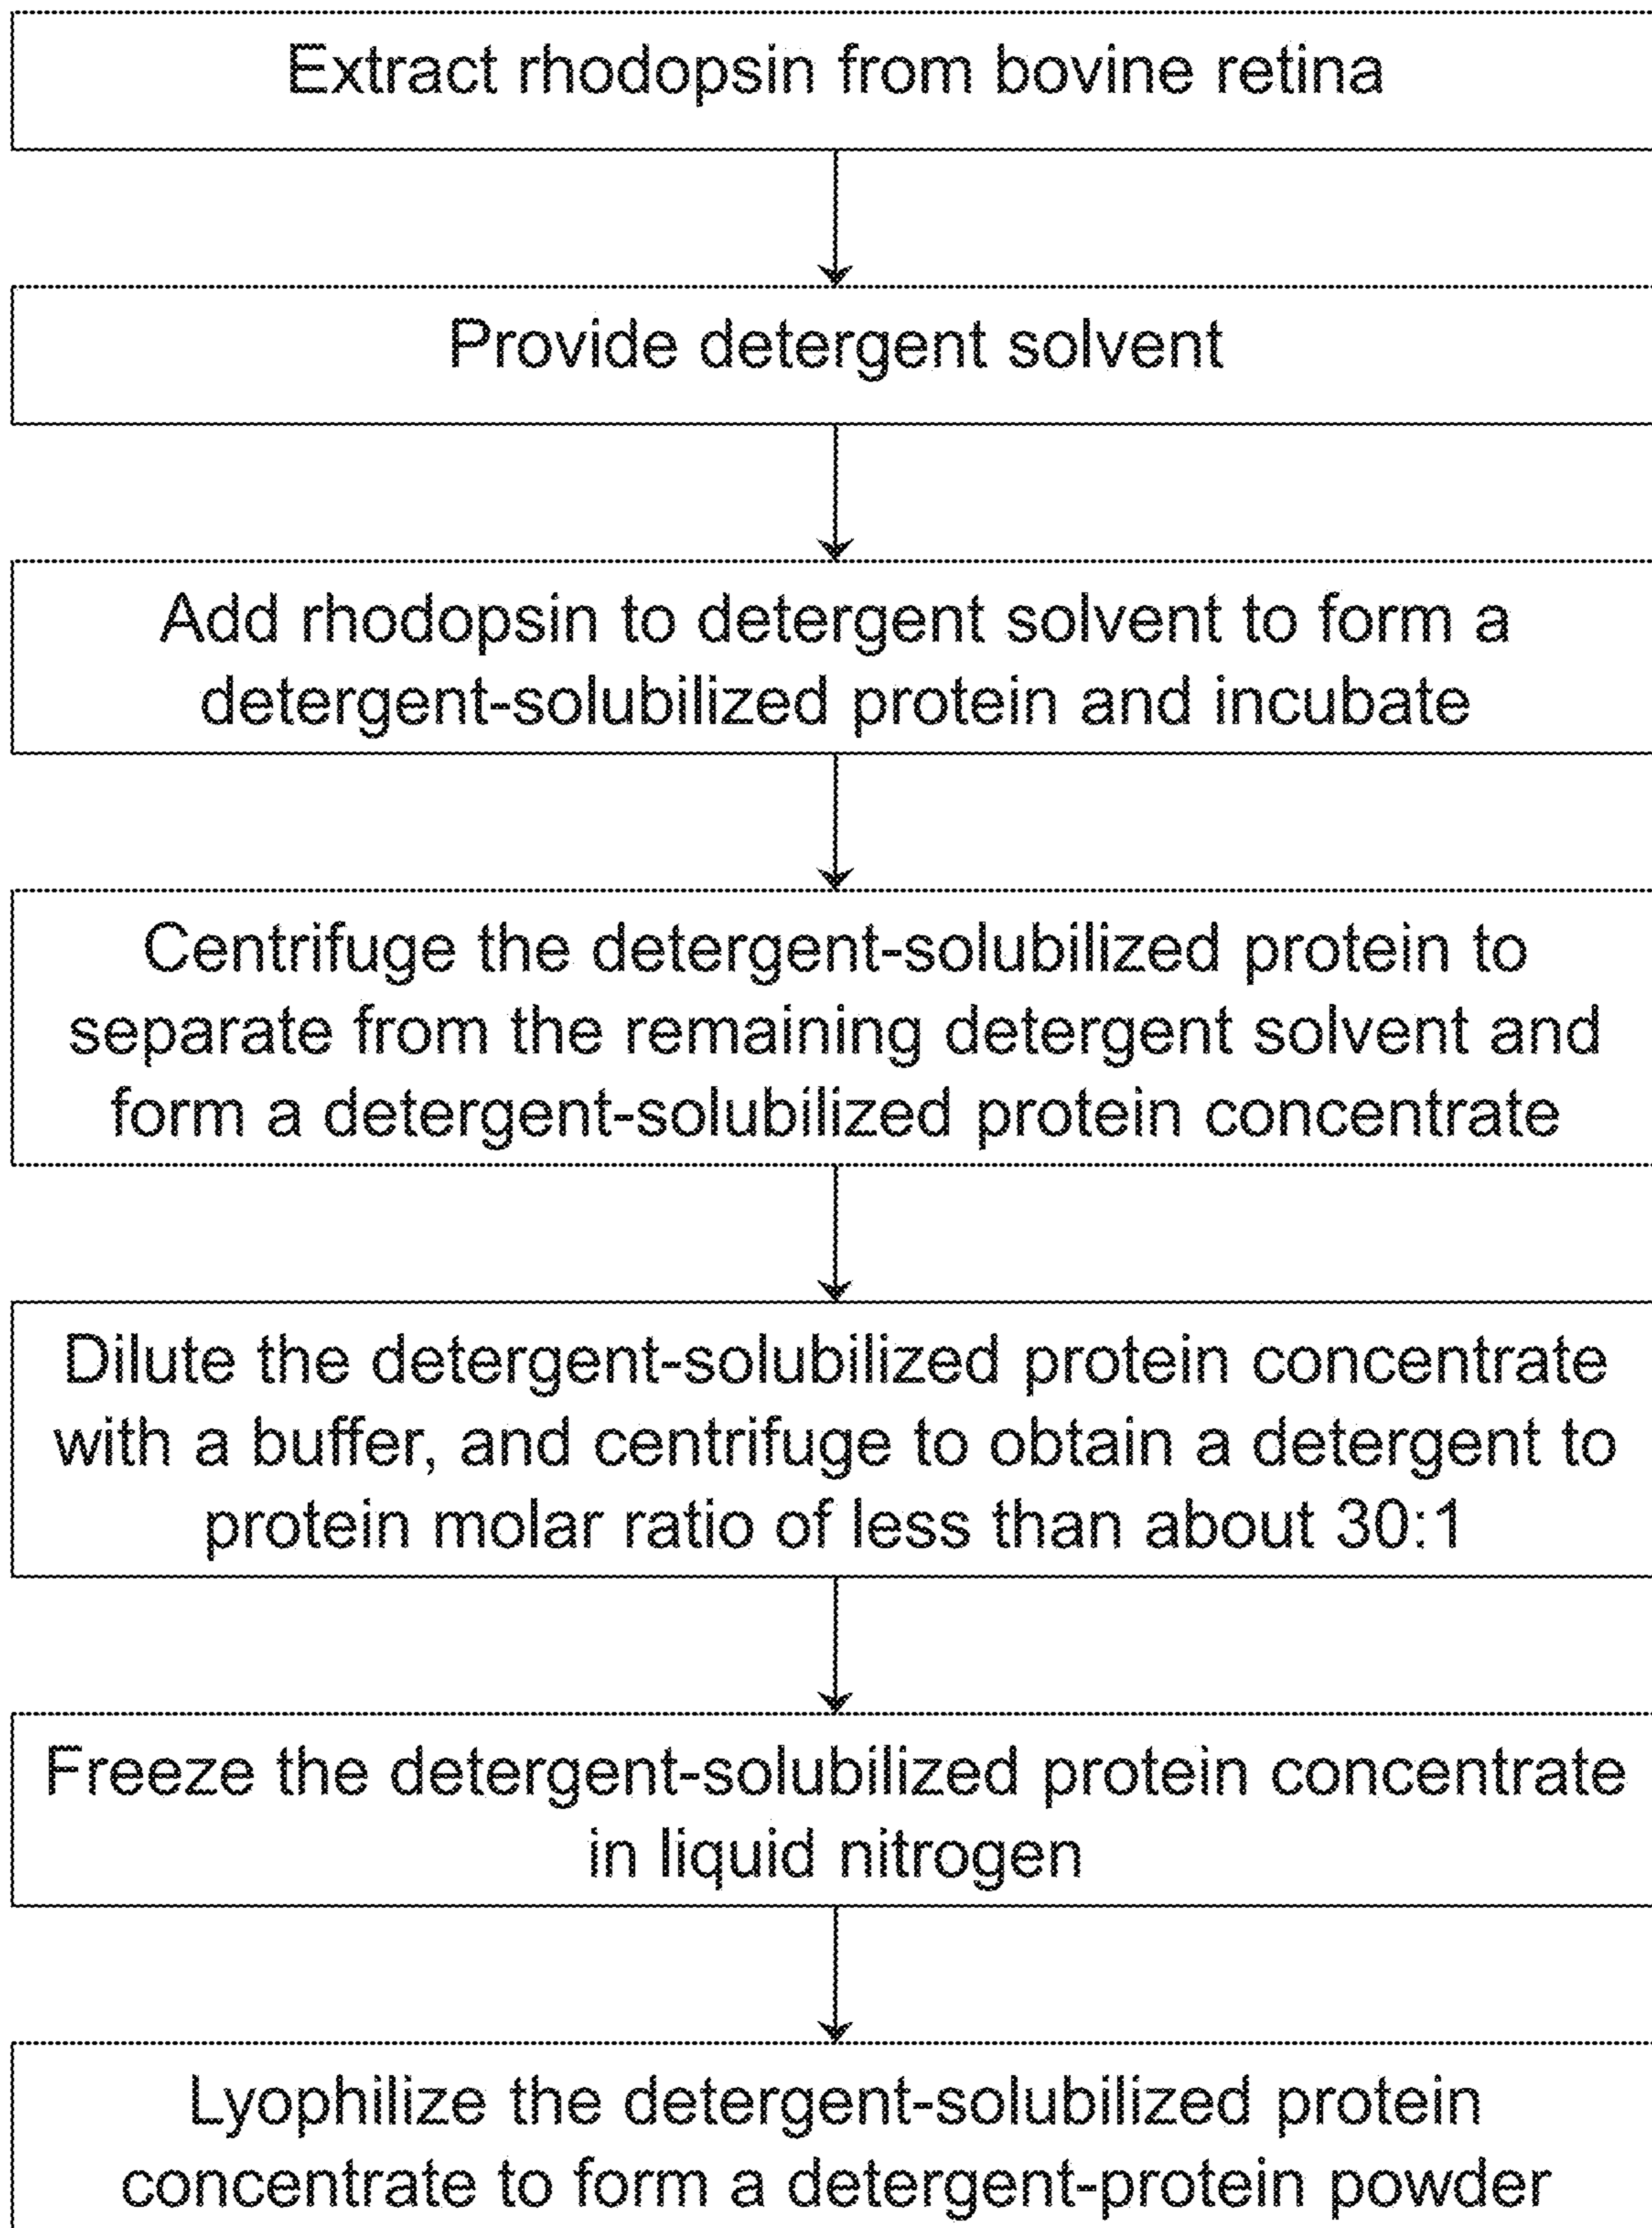 Extract rhodopsin from bovine retina
Provide detergent solvent
Add rhodopsin to detergent solvent to form a
detergent-solubilized protein and incubate
Centrifuge the detergent-solubilized protein to
separate from the remaining detergent solvent and
form a detergent-solubilized protein concentrate
Dilute the detergent-solubilized protein concentrate
with a buffer, and centrifuge to obtain a detergent to
protein molar ratio of less than about 30:1
Freeze the detergent-solubilized protein concentrate
in liquid nitrogen
Lyophilize the detergent-solubilized protein
concentrate to form a detergent-protein powder